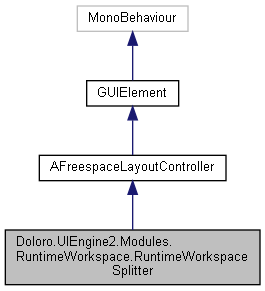 MonoBehaviour
GUIElement
AFreespaceLayoutController
Doloro.UIEngine2.Modules.
RuntimeWorkspace.RuntimeWorkspace
Splitter